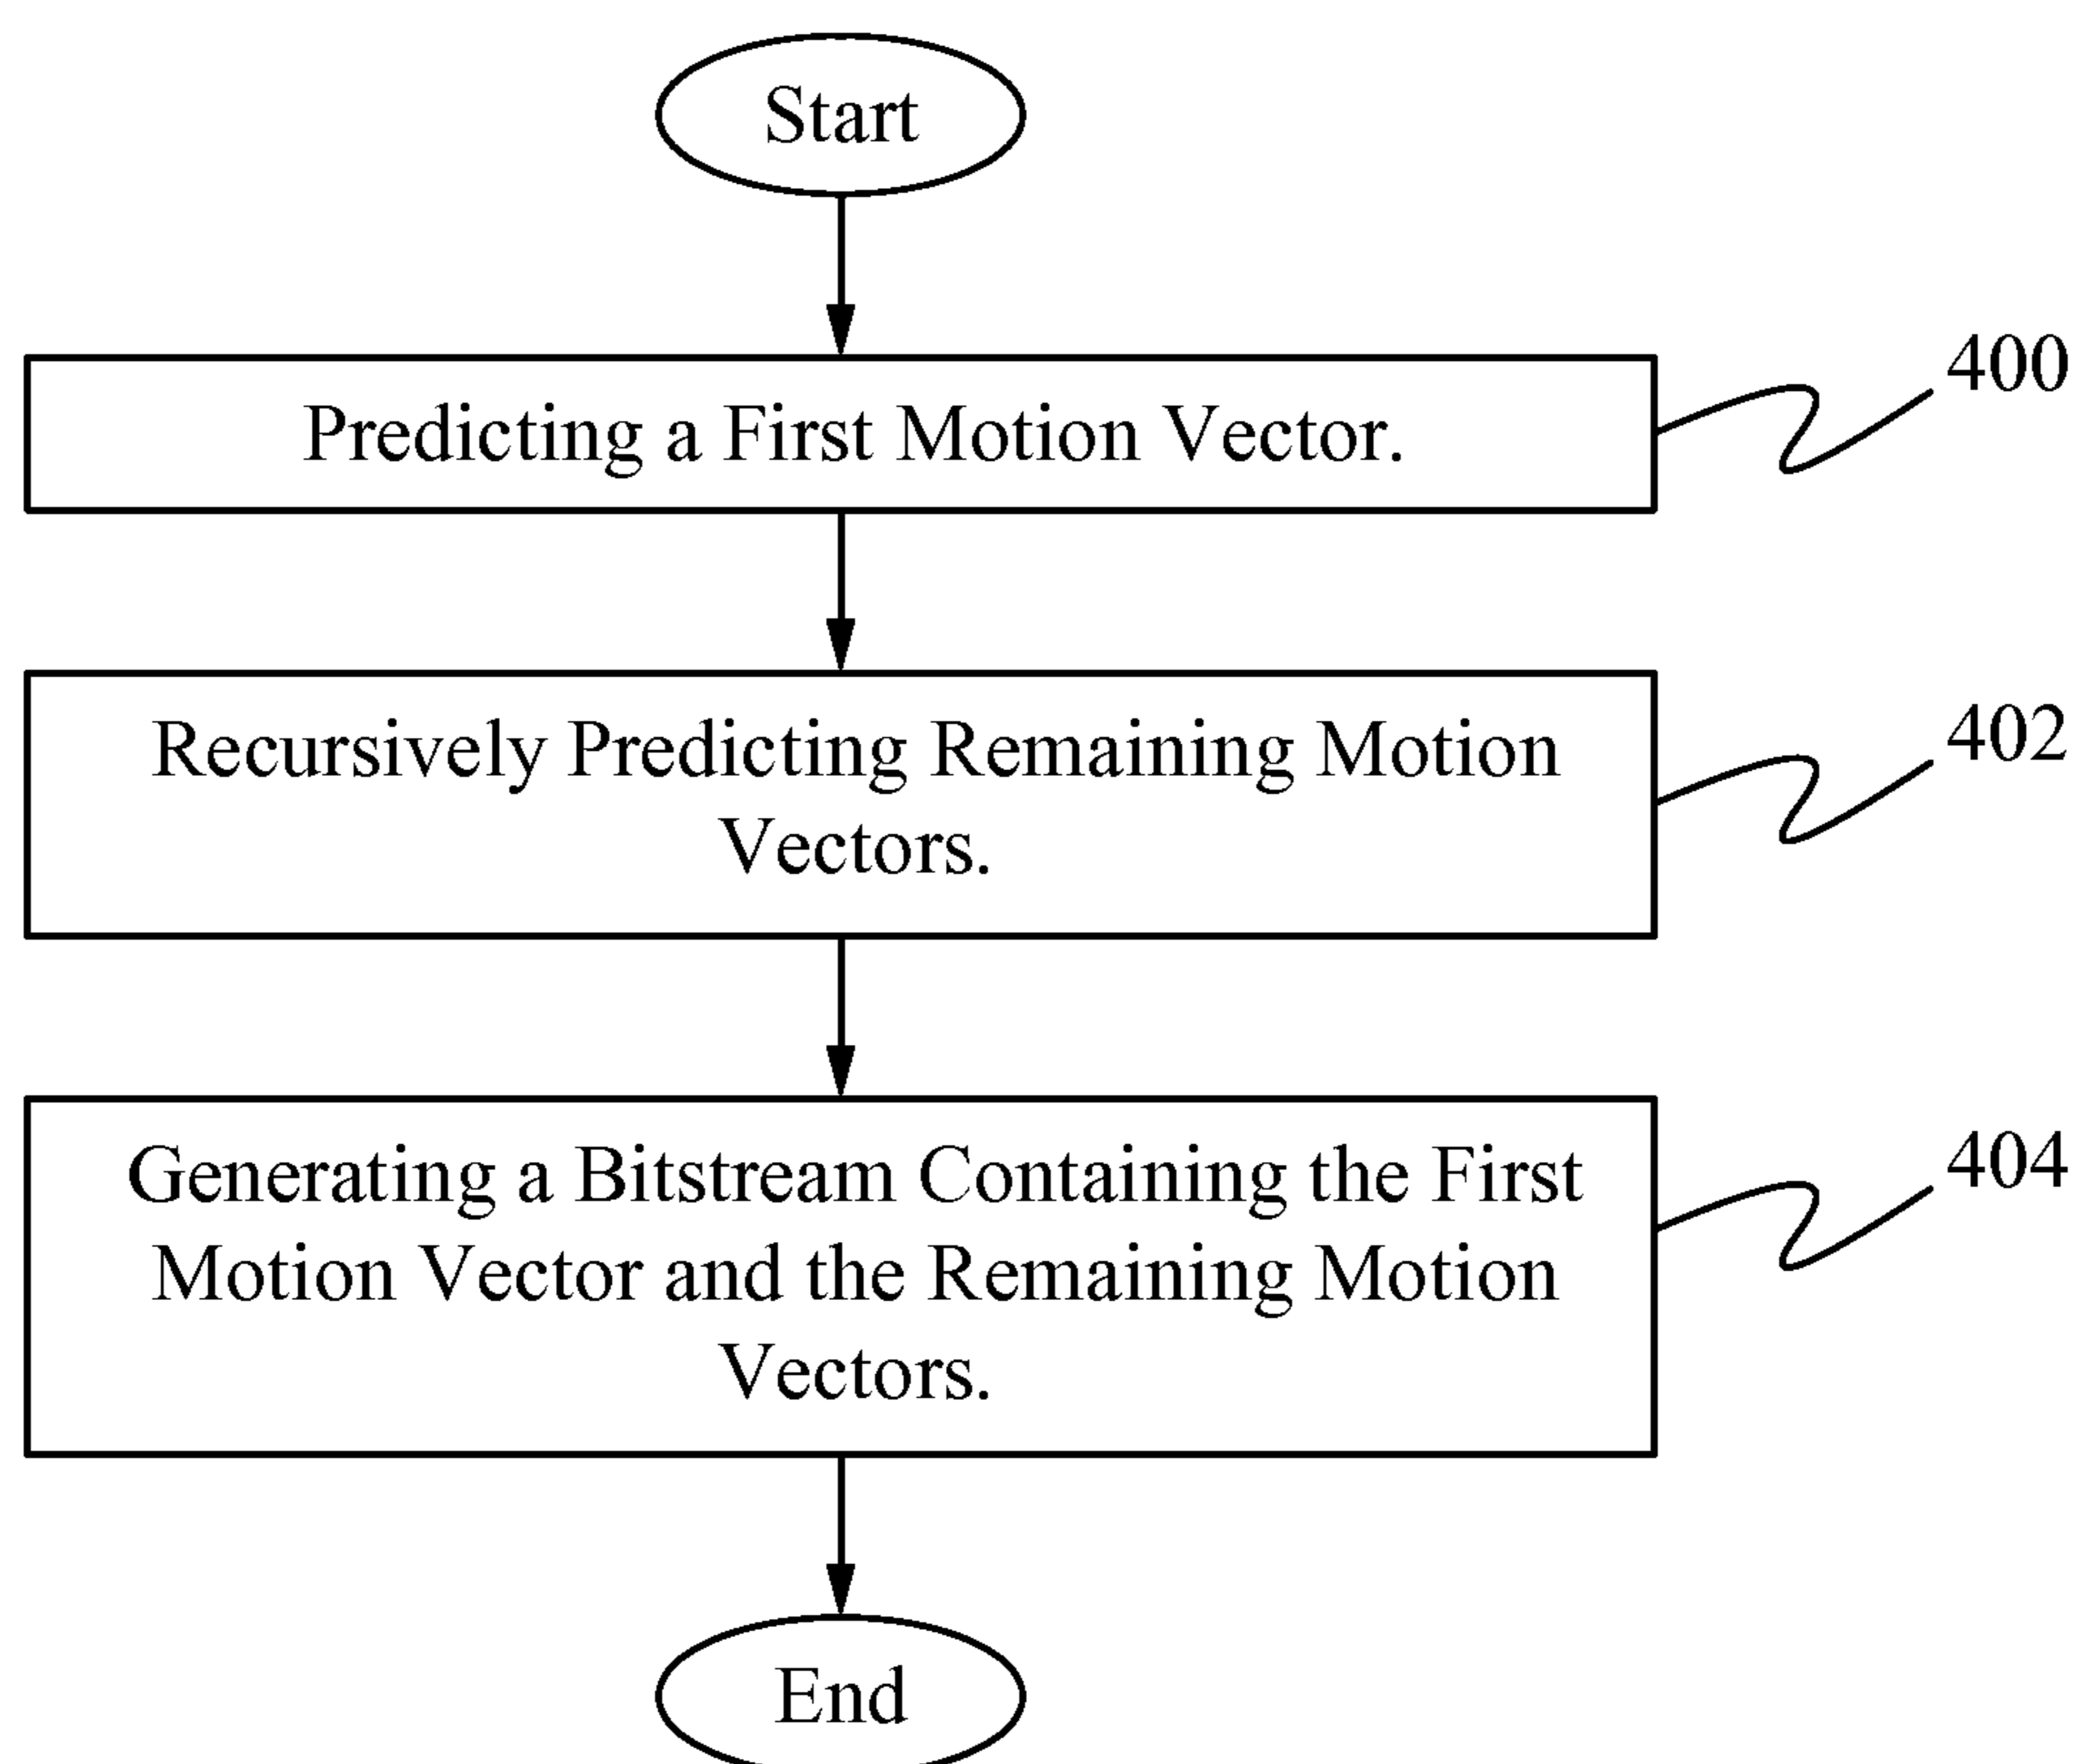 Start
Predicting a First Motion Vector.
400
Recursively Predicting Remaining Motion
Vectors.
402
Generating a Bitstream Containing the First
Motion Vector and the Remaining Motion
Vectors.
404
End